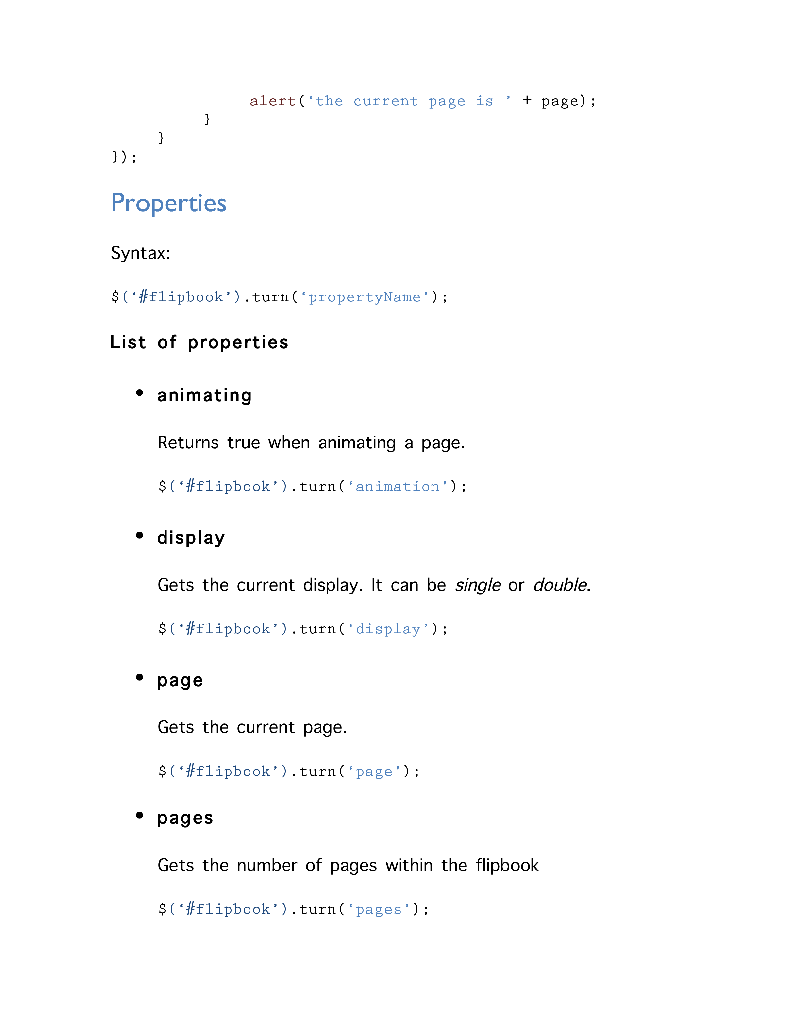 alert(‘the current page is ’ + page);
}
}
});
Properties
Syntax:
$(‘#flipbook’).turn(‘propertyName’);
List of properties
• animating
Returns true when animating a page.
$(‘#flipbook’).turn(‘animation’);
• display
Gets the current display. It can be single or double.
$(‘#flipbook’).turn(‘display’);
• page
Gets the current page.
$(‘#flipbook’).turn(‘page’);
• pages
Gets the number of pages within the flipbook
$(‘#flipbook’).turn(‘pages’);